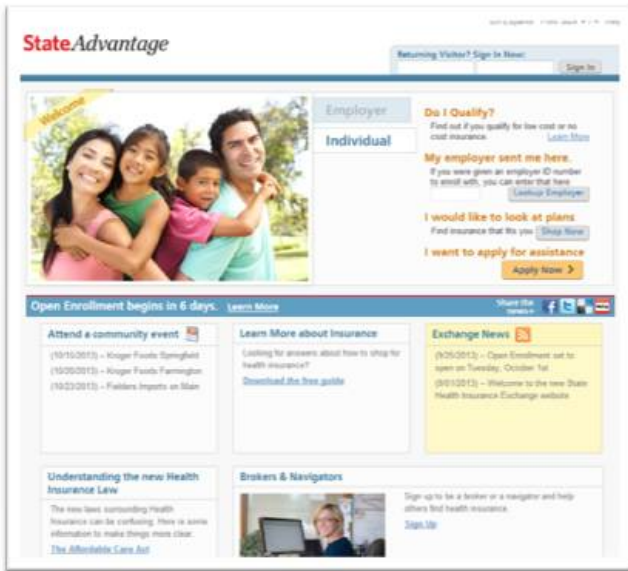 StateAdvantage
Returning Visitor? Sign In Now:
Sign In
Welcome
Employer
Individual
Do I Qualify?
Find out if you qualify for low cost or no
cost insurance.
Learn More
My employer sent me here.
If you were given an employer ID number
to enroll with, you can enter that here
Lookup Employer
I would like to look at plans
Find insurance that fits you
Shop Now
I want to apply for assistance
Apply Now >
Open Enrollment begins in 6 days. Learn More
Share the
news
Attend a community event
(10/10/2013) – Kroger Foods Springfield
(10/20/2013) – Kroger Foods Farmington
(10/23/2013) – Fielders Imports on Main
Learn More about Insurance
Looking for answers about how to shop for
health insurance?
Download the free guide
Exchange News
(9/25/2013) – Open Enrollment set to
open on Tuesday, October 1st
(9/01/2013) – Welcome to the new State
Health Insurance Exchange website
Understanding the new Health
Insurance Law
The new laws surrounding Health
Insurance can be confusing. Here is some
information to make things more clear.
The Affordable Care Act
Brokers & Navigators
Sign up to be a broker or a navigator and help
others find health insurance.
Sign Up